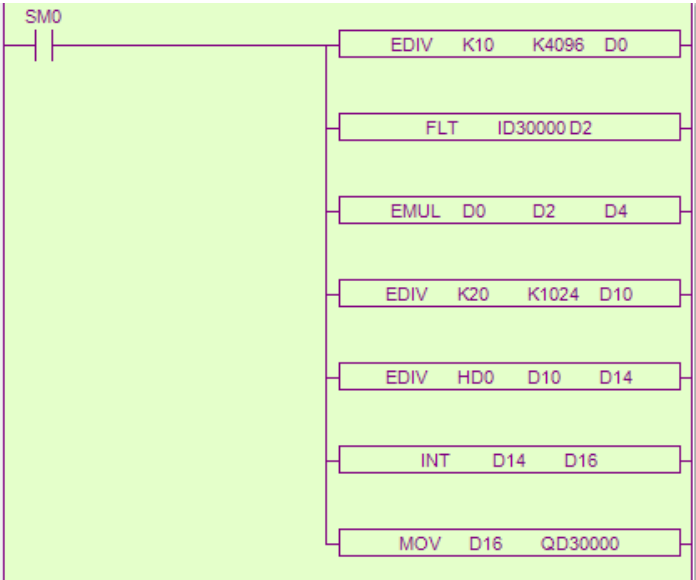 SM0
EDIV K10 K4096 D0
FLT ID30000 D2
EMUL D0 D2 D4
EDIV K20 K1024 D10
EDIV HD0 D10 D14
INT D14 D16
MOV D16 QD30000